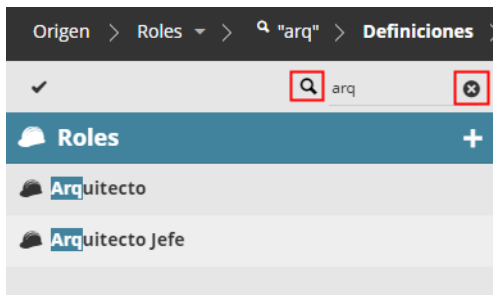 Origen > Roles > "arq" > Definiciones >
arq
Roles +
Arquitecto
Arquitecto Jefe